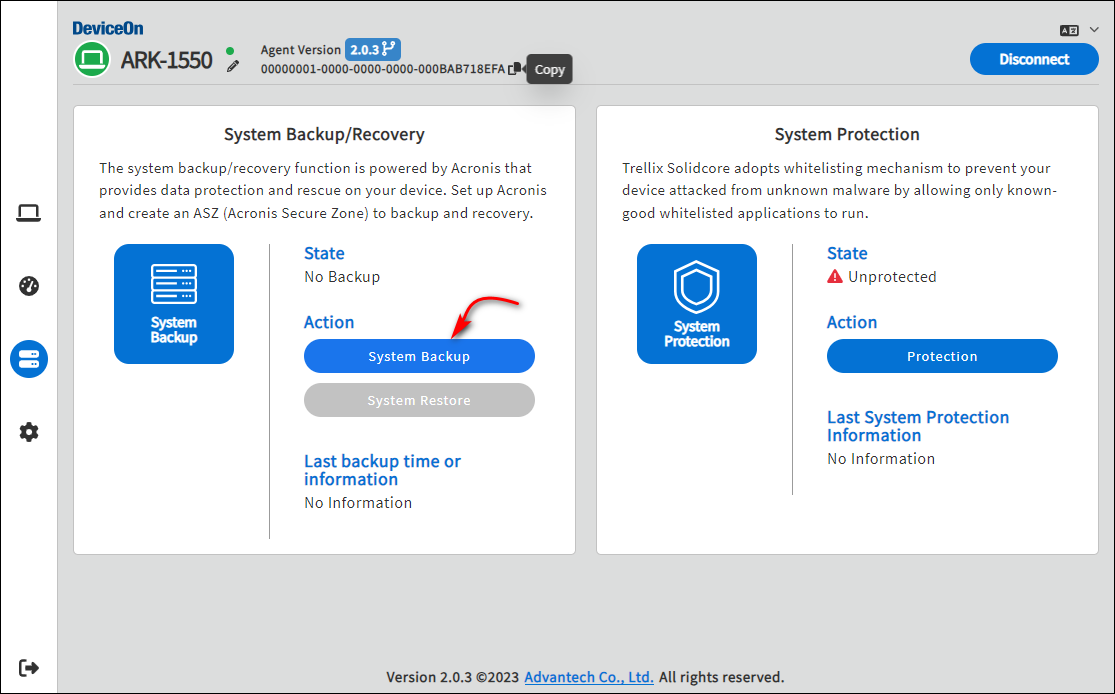 DeviceOn
ARK-1550
Agent Version 2.0.3
00000001-0000-0000-0000-000BAB718EFA
Copy
Disconnect
System Backup/Recovery
The system backup/recovery function is powered by Acronis that
provides data protection and rescue on your device. Set up Acronis
and create an ASZ (Acronis Secure Zone) to backup and recovery.
System
Backup
State
No Backup
Action
System Backup
System Restore
Last backup time or
information
No Information
System Protection
Trellix Solidcore adopts whitelisting mechanism to prevent your
device attacked from unknown malware by allowing only known-
good whitelisted applications to run.
System
Protection
State
Unprotected
Action
Protection
Last System Protection
Information
No Information
Version 2.0.3 ©2023 Advantech Co., Ltd. All rights reserved.